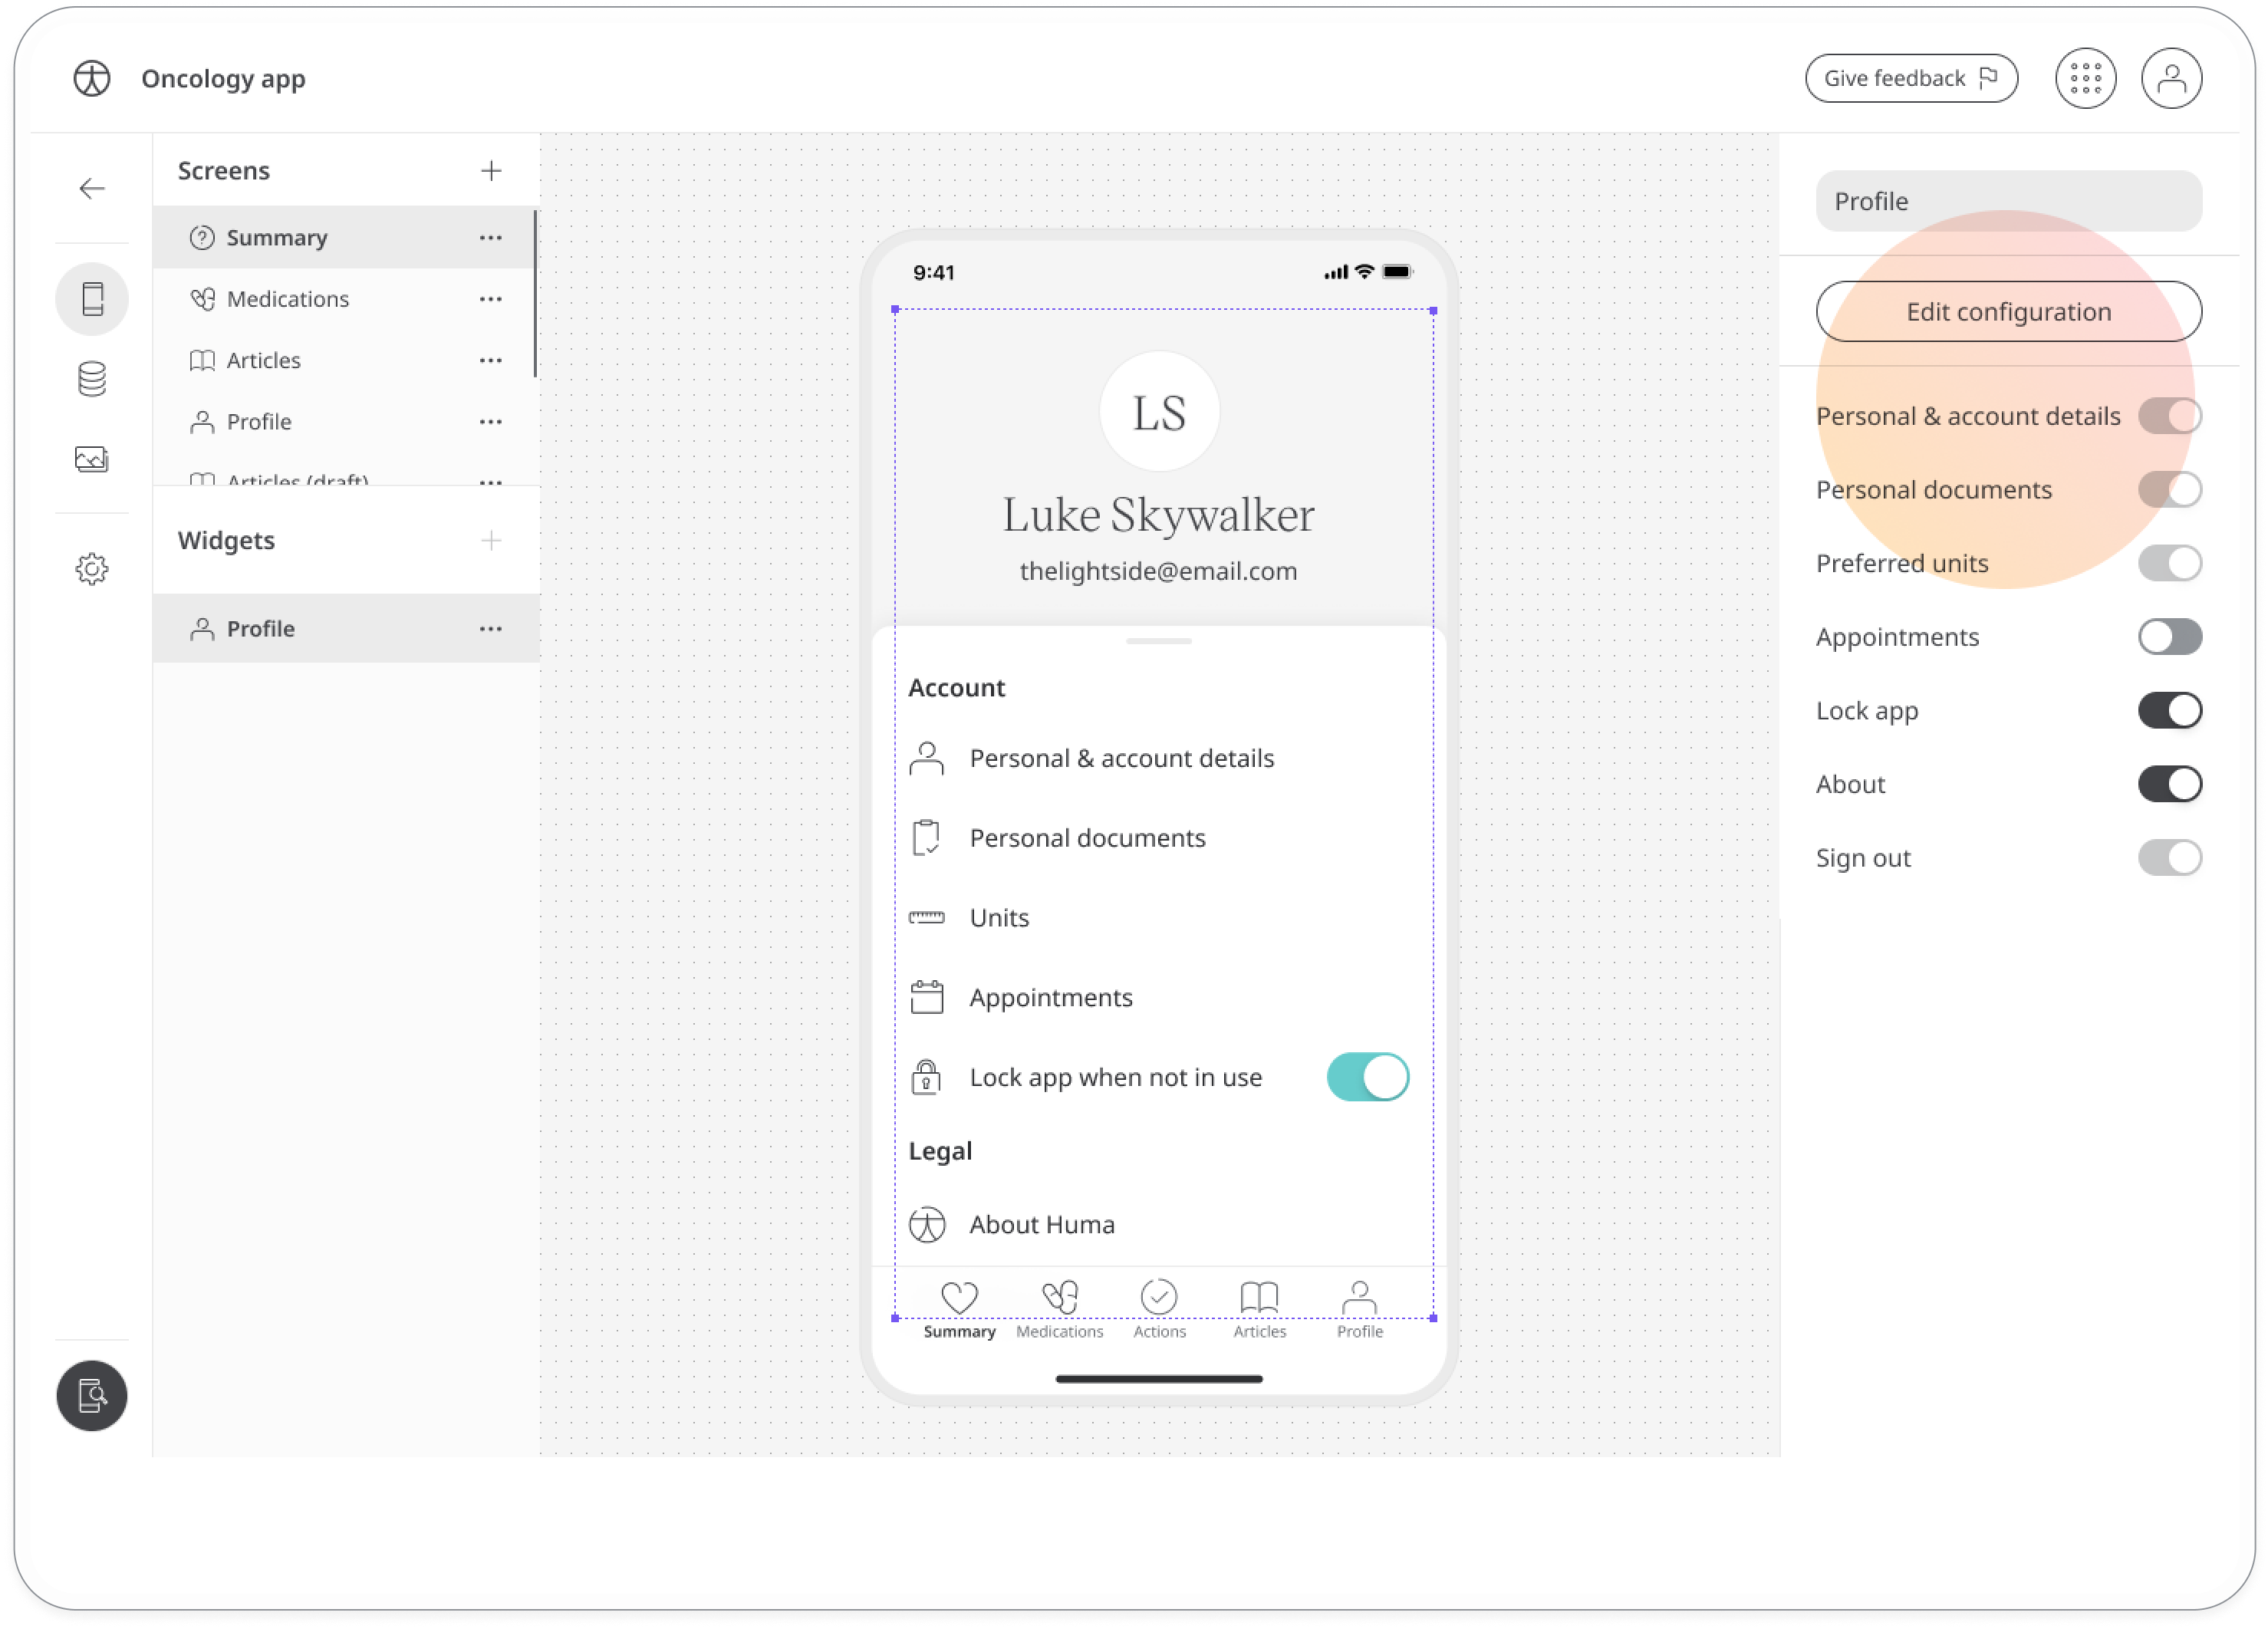 Oncology app
Give feedback
Screens
Summary
Medications
Articles
Profile
Articles (draft)
Widgets
Profile
9:41
LS
Luke Skywalker
thelightside@email.com
Account
Personal & account details
Personal documents
Units
Appointments
Lock app when not in use
Legal
About Huma
Summary
Medications
Actions
Articles
Profile
Profile
Edit configuration
Personal & account details
Personal documents
Preferred units
Appointments
Lock app
About
Sign out